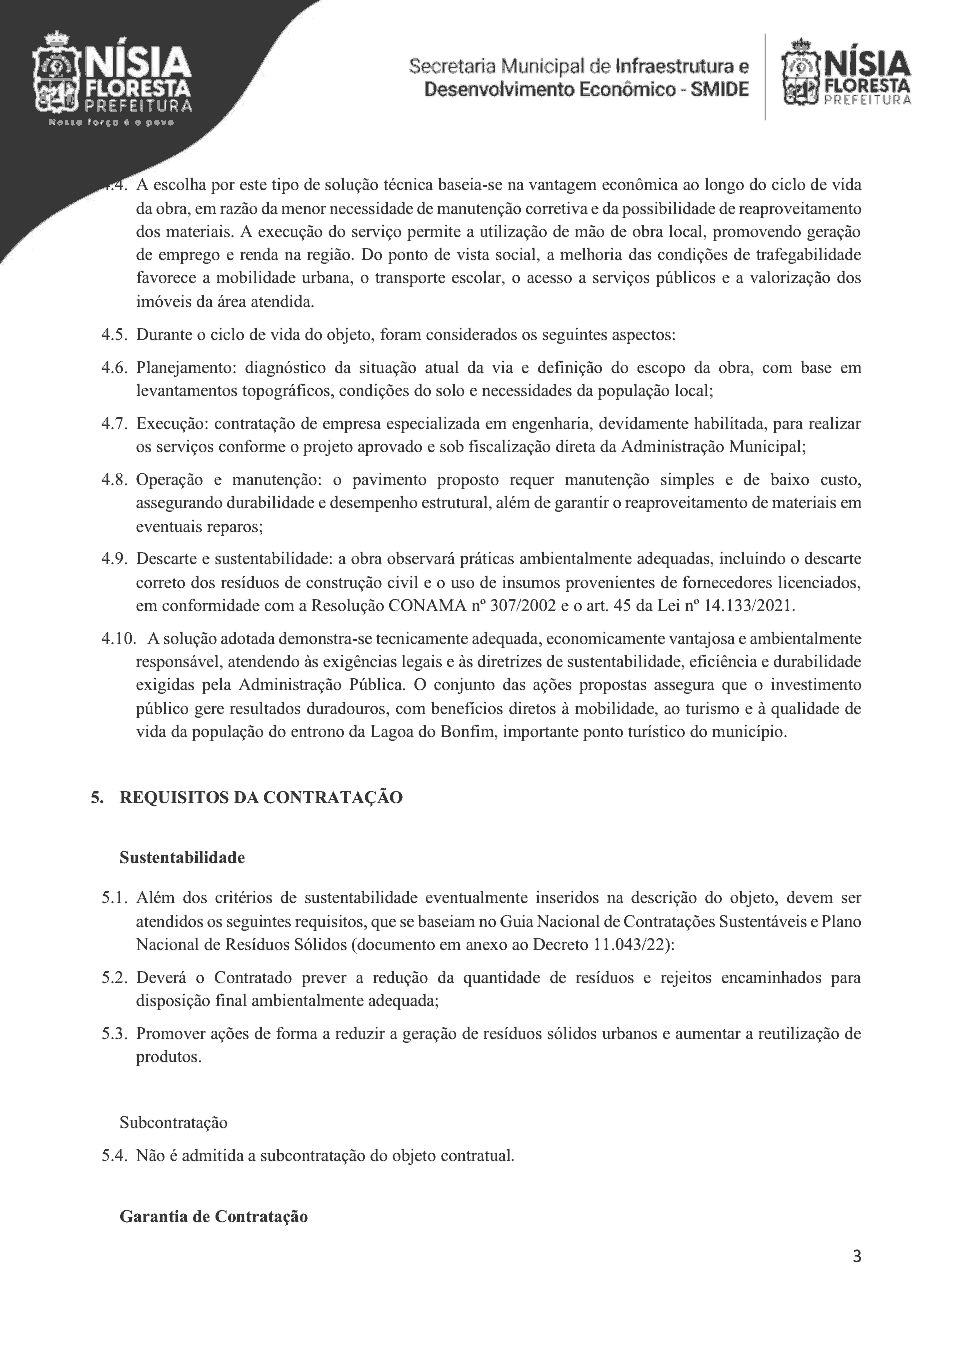 NÍSIA
FLORESTA
PREFEITURA
Nossa força é o povo
Secretaria Municipal de Infraestrutura e
Desenvolvimento Econômico - SMIDE
NÍSIA
FLORESTA
PREFEITURA
4.4. A escolha por este tipo de solução técnica baseia-se na vantagem econômica ao longo do ciclo de vida
da obra, em razão da menor necessidade de manutenção corretiva e da possibilidade de reaproveitamento
dos materiais. A execução do serviço permite a utilização de mão de obra local, promovendo geração
de emprego e renda na região. Do ponto de vista social, a melhoria das condições de trafegabilidade
favorece a mobilidade urbana, o transporte escolar, o acesso a serviços públicos e a valorização dos
imóveis da área atendida.
4.5. Durante o ciclo de vida do objeto, foram considerados os seguintes aspectos:
4.6. Planejamento: diagnóstico da situação atual da via e definição do escopo da obra, com base em
levantamentos topográficos, condições do solo e necessidades da população local;
4.7. Execução: contratação de empresa especializada em engenharia, devidamente habilitada, para realizar
os serviços conforme o projeto aprovado e sob fiscalização direta da Administração Municipal;
4.8. Operação e manutenção: o pavimento proposto requer manutenção simples e de baixo custo,
assegurando durabilidade e desempenho estrutural, além de garantir o reaproveitamento de materiais em
eventuais reparos;
4.9. Descarte e sustentabilidade: a obra observará práticas ambientalmente adequadas, incluindo o descarte
correto dos resíduos de construção civil e o uso de insumos provenientes de fornecedores licenciados,
em conformidade com a Resolução CONAMA nº 307/2002 e o art. 45 da Lei nº 14.133/2021.
4.10. A solução adotada demonstra-se tecnicamente adequada, economicamente vantajosa e ambientalmente
responsável, atendendo às exigências legais e às diretrizes de sustentabilidade, eficiência e durabilidade
exigidas pela Administração Pública. O conjunto das ações propostas assegura que o investimento
público gere resultados duradouros, com benefícios diretos à mobilidade, ao turismo e à qualidade de
vida da população do entrono da Lagoa do Bonfim, importante ponto turístico do município.
5. REQUISITOS DA CONTRATAÇÃO
Sustentabilidade
5.1. Além dos critérios de sustentabilidade eventualmente inseridos na descrição do objeto, devem ser
atendidos os seguintes requisitos, que se baseiam no Guia Nacional de Contratações Sustentáveis e Plano
Nacional de Resíduos Sólidos (documento em anexo ao Decreto 11.043/22):
5.2. Deverá o Contratado prever a redução da quantidade de resíduos e rejeitos encaminhados para
disposição final ambientalmente adequada;
5.3. Promover ações de forma a reduzir a geração de resíduos sólidos urbanos e aumentar a reutilização de
produtos.
Subcontratação
5.4. Não é admitida a subcontratação do objeto contratual.
Garantia de Contratação
3